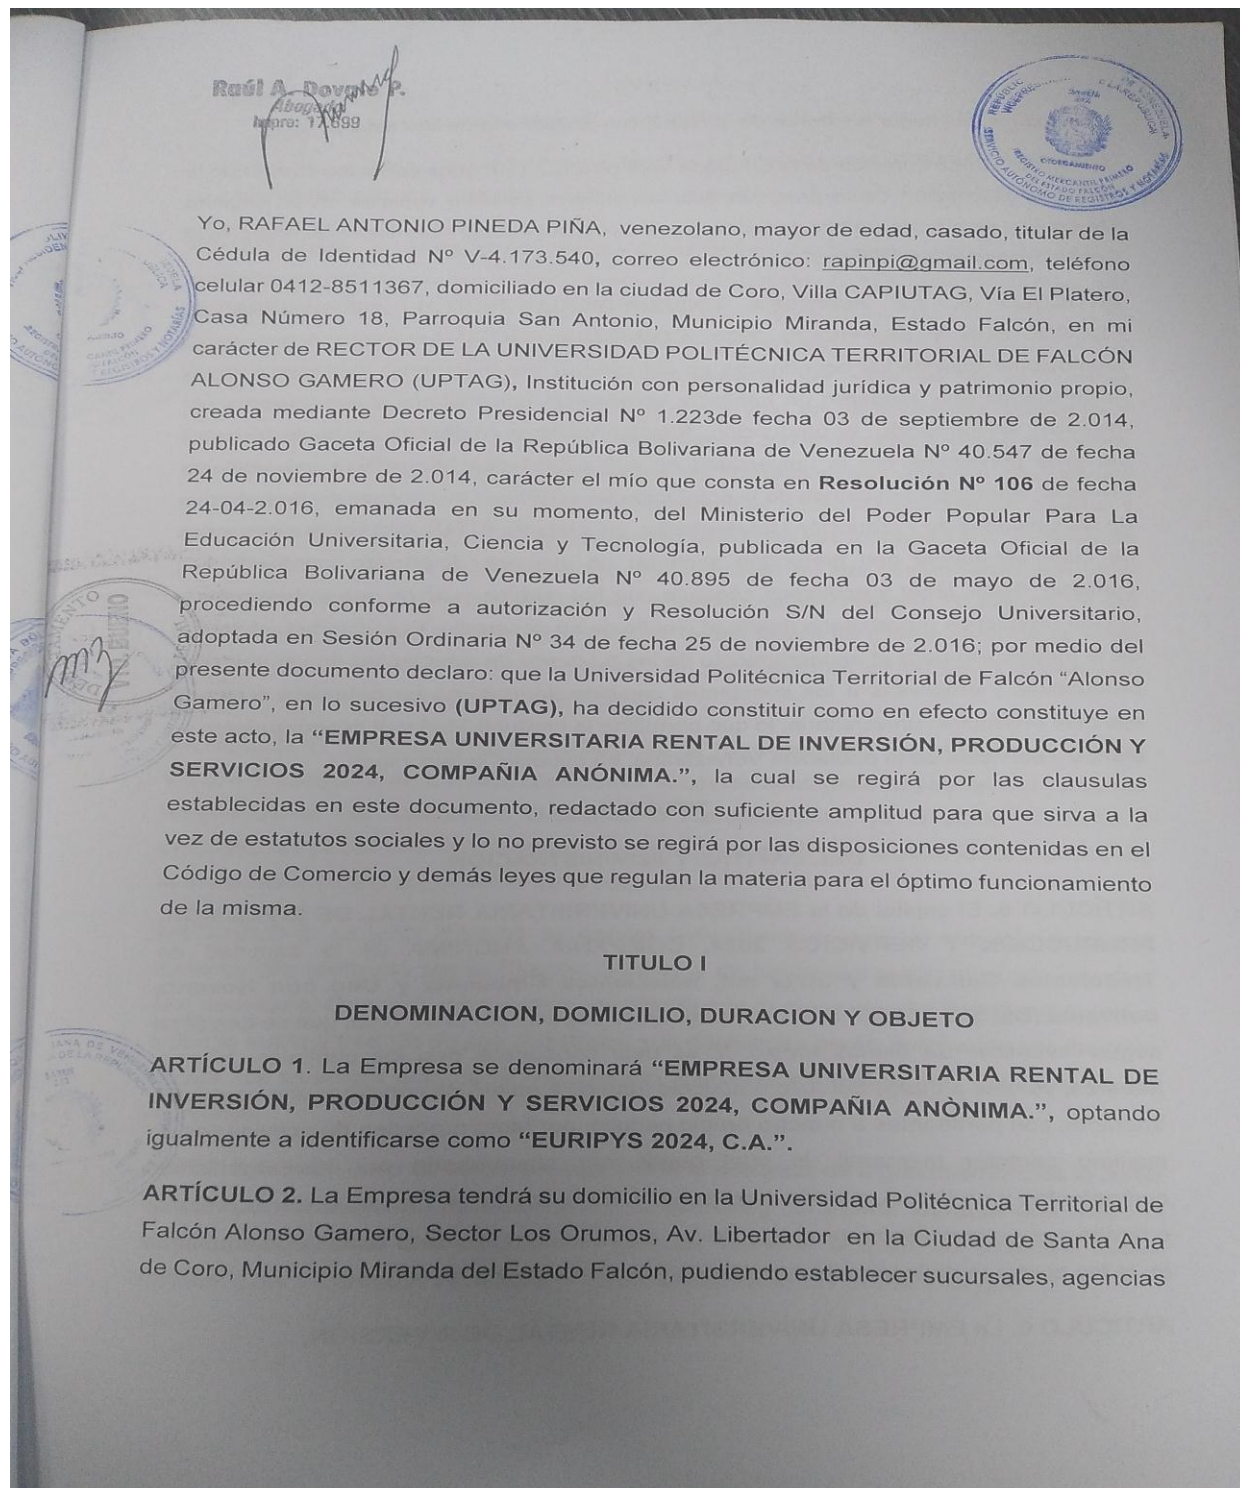 Raúl A. Dovale P.
Abogado
Inpre: 17.899
OTORGAMIENTO
REGISTRO MERCANTIL PRIMERO
DEL ESTADO FALCÓN
SERVICIO AUTÓNOMO DE REGISTROS Y NOTARÍAS
Yo, RAFAEL ANTONIO PINEDA PIÑA, venezolano, mayor de edad, casado, titular de la
Cédula de Identidad Nº V-4.173.540, correo electrónico: rapinpi@gmail.com, teléfono
celular 0412-8511367, domiciliado en la ciudad de Coro, Villa CAPIUTAG, Vía El Platero,
Casa Número 18, Parroquia San Antonio, Municipio Miranda, Estado Falcón, en mi
carácter de RECTOR DE LA UNIVERSIDAD POLITÉCNICA TERRITORIAL DE FALCÓN
ALONSO GAMERO (UPTAG), Institución con personalidad jurídica y patrimonio propio,
creada mediante Decreto Presidencial Nº 1.223de fecha 03 de septiembre de 2.014,
publicado Gaceta Oficial de la República Bolivariana de Venezuela Nº 40.547 de fecha
24 de noviembre de 2.014, carácter el mío que consta en Resolución Nº 106 de fecha
24-04-2.016, emanada en su momento, del Ministerio del Poder Popular Para La
Educación Universitaria, Ciencia y Tecnología, publicada en la Gaceta Oficial de la
República Bolivariana de Venezuela Nº 40.895 de fecha 03 de mayo de 2.016,
procediendo conforme a autorización y Resolución S/N del Consejo Universitario,
adoptada en Sesión Ordinaria Nº 34 de fecha 25 de noviembre de 2.016; por medio del
presente documento declaro: que la Universidad Politécnica Territorial de Falcón “Alonso
Gamero”, en lo sucesivo (UPTAG), ha decidido constituir como en efecto constituye en
este acto, la “EMPRESA UNIVERSITARIA RENTAL DE INVERSIÓN, PRODUCCIÓN Y
SERVICIOS 2024, COMPAÑIA ANÓNIMA.”, la cual se regirá por las clausulas
establecidas en este documento, redactado con suficiente amplitud para que sirva a la
vez de estatutos sociales y lo no previsto se regirá por las disposiciones contenidas en el
Código de Comercio y demás leyes que regulan la materia para el óptimo funcionamiento
de la misma.
TITULO I
DENOMINACION, DOMICILIO, DURACION Y OBJETO
ARTÍCULO 1. La Empresa se denominará “EMPRESA UNIVERSITARIA RENTAL DE
INVERSIÓN, PRODUCCIÓN Y SERVICIOS 2024, COMPAÑIA ANÒNIMA.”, optando
igualmente a identificarse como “EURIPYS 2024, C.A.”.
ARTÍCULO 2. La Empresa tendrá su domicilio en la Universidad Politécnica Territorial de
Falcón Alonso Gamero, Sector Los Orumos, Av. Libertador en la Ciudad de Santa Ana
de Coro, Municipio Miranda del Estado Falcón, pudiendo establecer sucursales, agencias